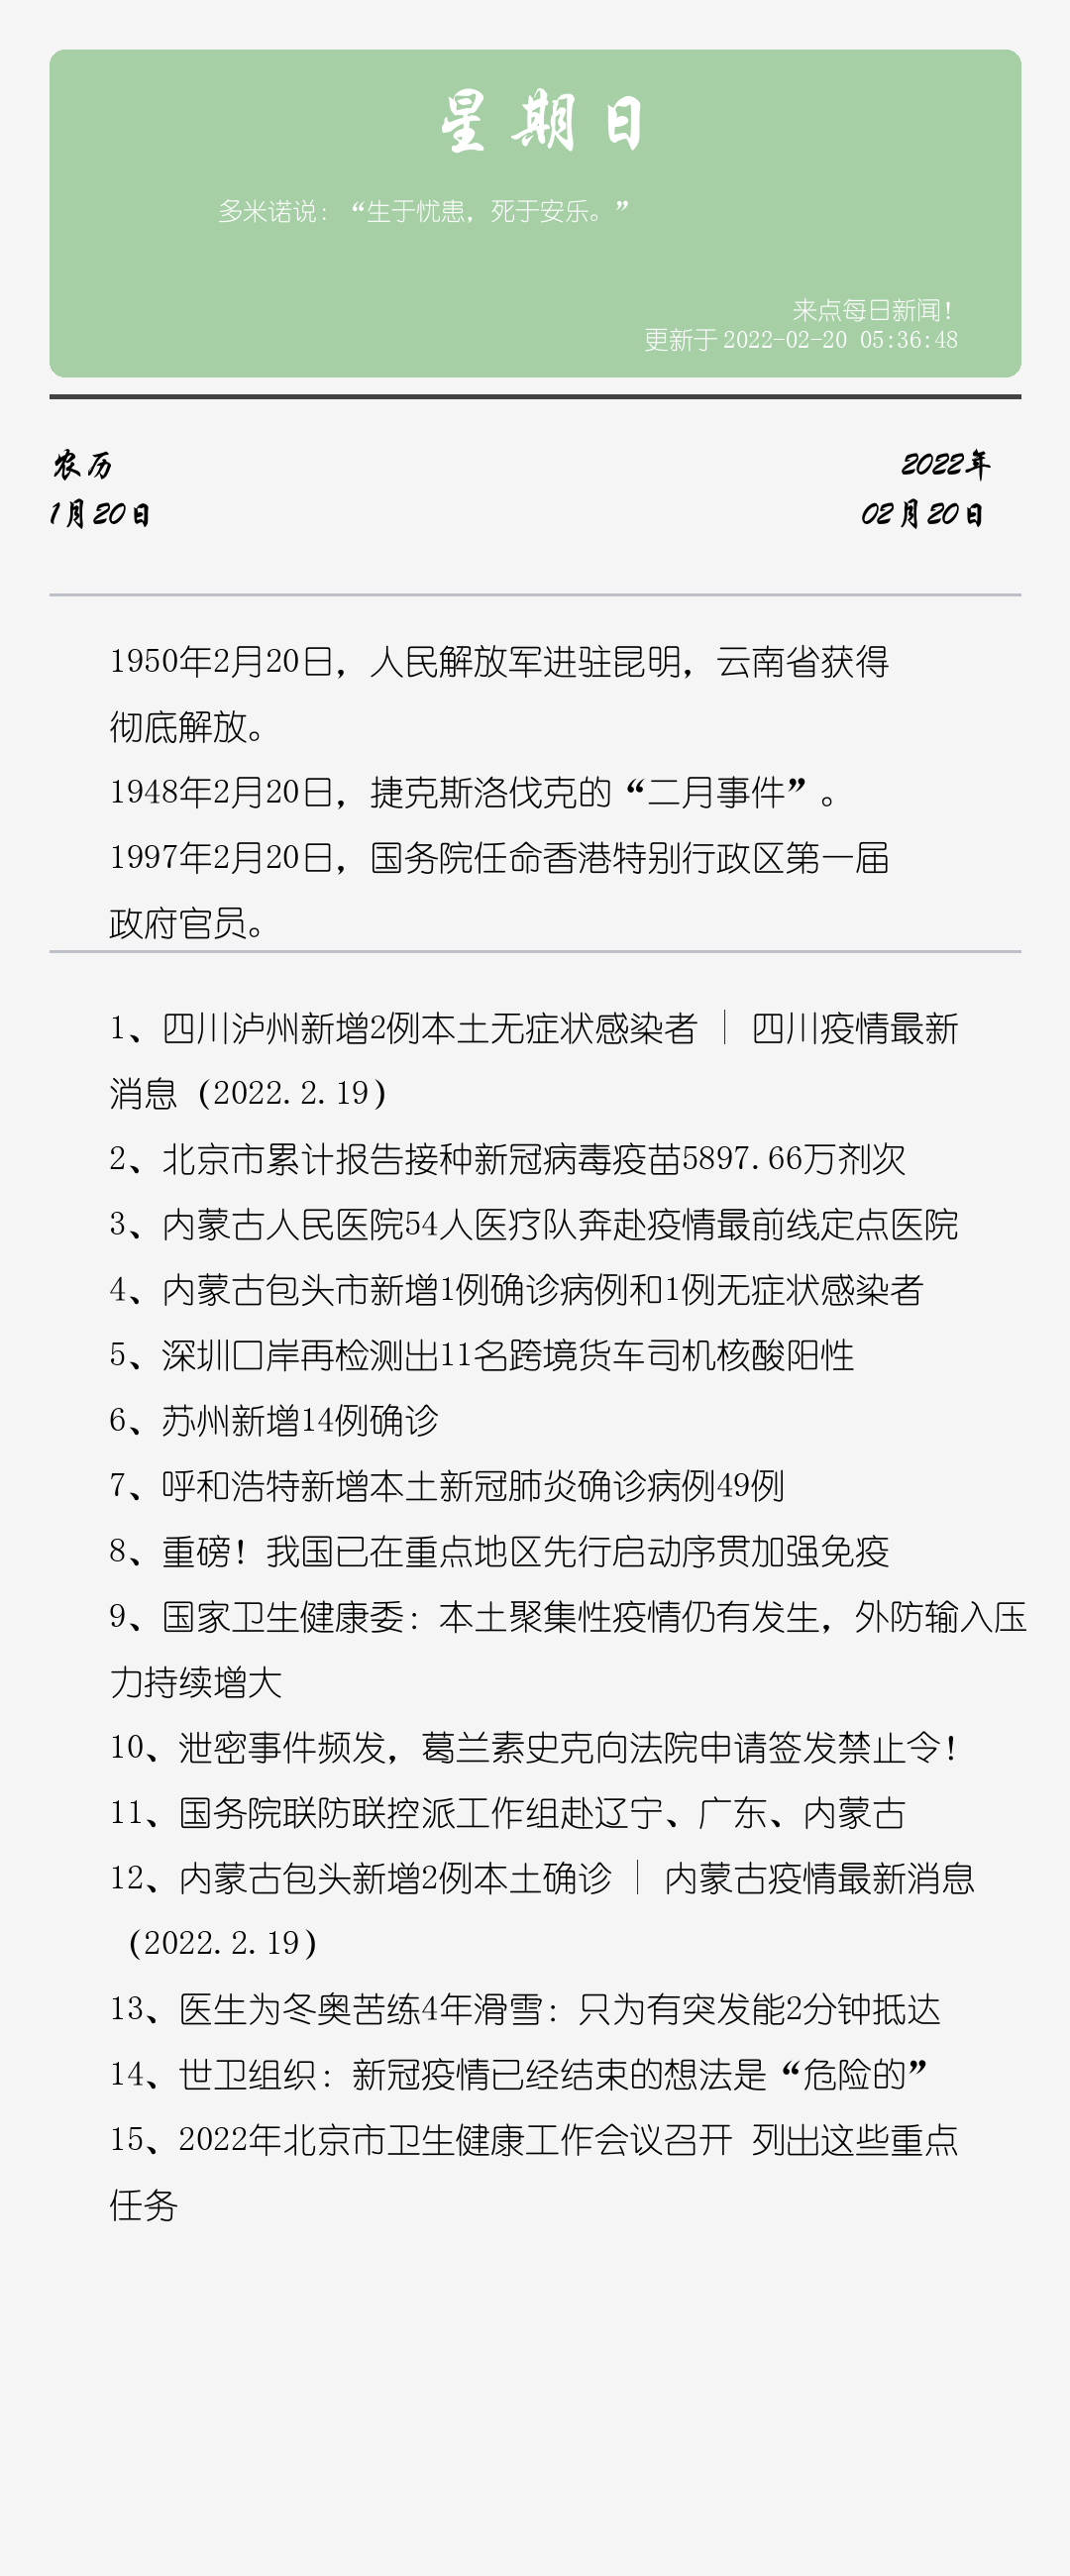 星期日
多米诺说：“生于忧患，死于安乐。”
来点每日新闻！
更新于 2022-02-20 05:36:48
农历
2022年
1月20日
02月20日
1950年2月20日，人民解放军进驻昆明，云南省获得
彻底解放。
1948年2月20日，捷克斯洛伐克的“二月事件”。
1997年2月20日，国务院任命香港特别行政区第一届
政府官员。
1、四川泸州新增2例本土无症状感染者｜四川疫情最新
消息（2022.2.19）
2、北京市累计报告接种新冠病毒疫苗5897.66万剂次
3、内蒙古人民医院54人医疗队奔赴疫情最前线定点医院
4、内蒙古包头市新增1例确诊病例和1例无症状感染者
5、深圳口岸再检测出11名跨境货车司机核酸阳性
6、苏州新增14例确诊
7、呼和浩特新增本土新冠肺炎确诊病例49例
8、重磅！我国已在重点地区先行启动序贯加强免疫
9、国家卫生健康委：本土聚集性疫情仍有发生，外防输入压
力持续增大
10、泄密事件频发，葛兰素史克向法院申请签发禁止令！
11、国务院联防联控派工作组赴辽宁、广东、内蒙古
12、内蒙古包头新增2例本土确诊｜内蒙古疫情最新消息
（2022.2.19）
13、医生为冬奥苦练4年滑雪：只为有突发能2分钟抵达
14、世卫组织：新冠疫情已经结束的想法是“危险的”
15、2022年北京市卫生健康工作会议召开 列出这些重点
任务